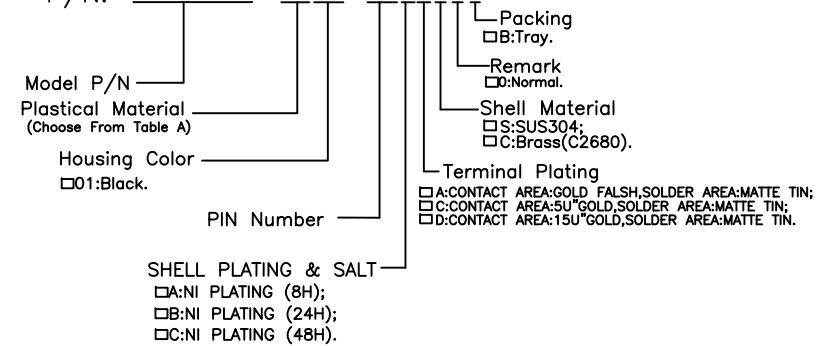 P/N:
Packing
B:Tray.
Remark
0:Normal.
Model P/N
Plastical Material
(Choose From Table A)
Shell Material
S:SUS304;
C:Brass(C2680).
Housing Color
01:Black.
Terminal Plating
A:CONTACT AREA:GOLD FALSH,SOLDER AREA:MATTE TIN;
C:CONTACT AREA:5U"GOLD,SOLDER AREA:MATTE TIN;
D:CONTACT AREA:15U"GOLD,SOLDER AREA:MATTE TIN.
PIN Number
SHELL PLATING & SALT
A:NI PLATING (8H);
B:NI PLATING (24H);
C:NI PLATING (48H).